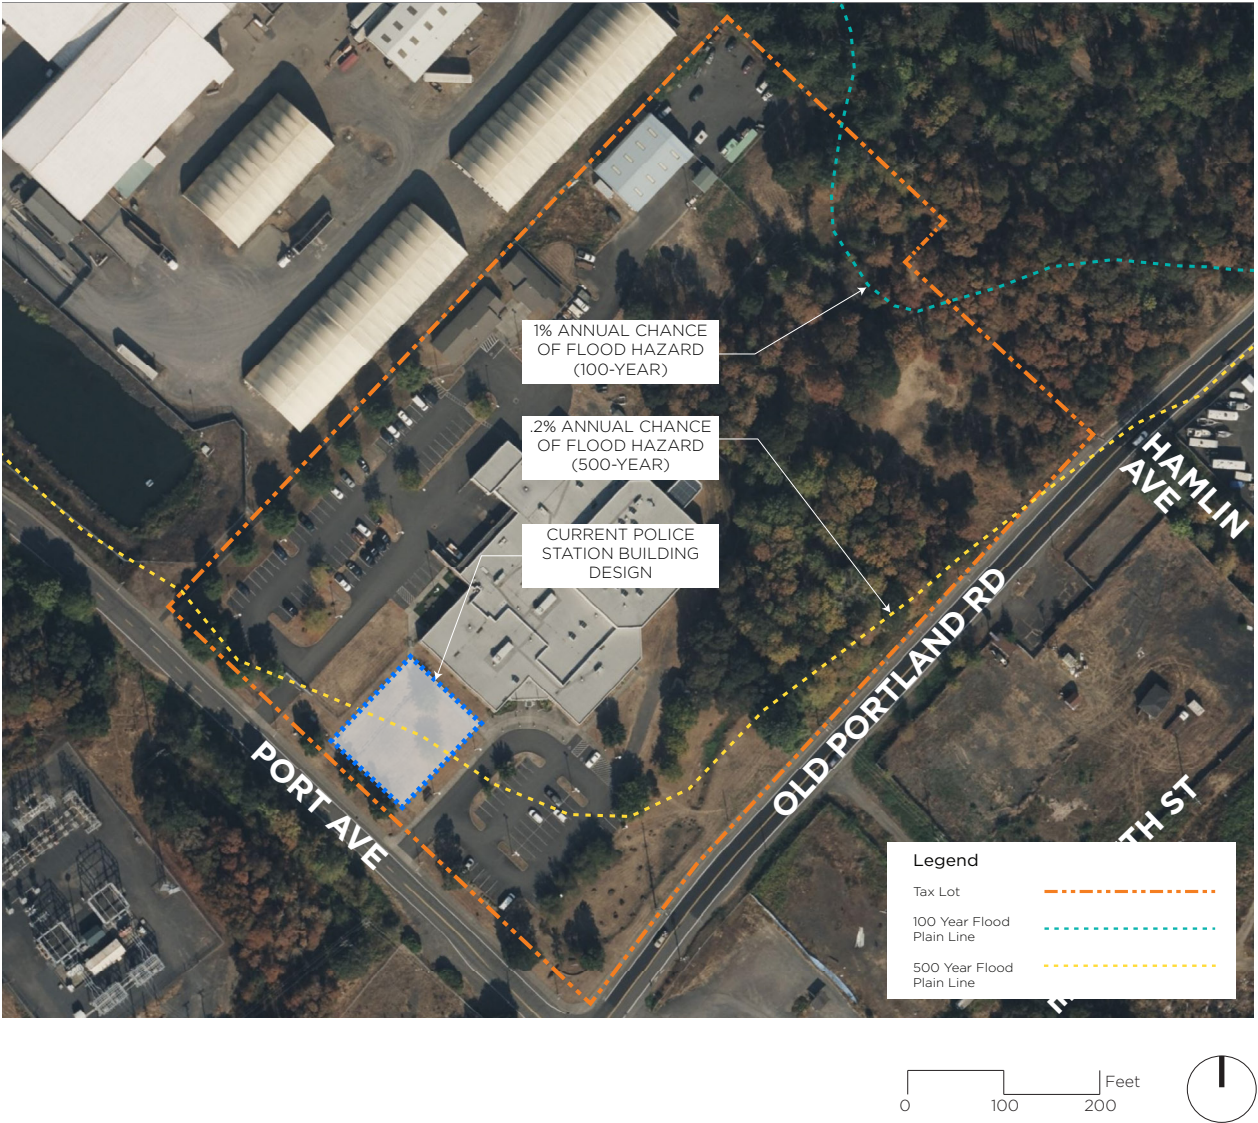 1% ANNUAL CHANCE
OF FLOOD HAZARD
(100-YEAR)
.2% ANNUAL CHANCE
OF FLOOD HAZARD
(500-YEAR)
CURRENT POLICE
STATION BUILDING
DESIGN
HAMLIN
AVE
OLD PORTLAND RD
PORT AVE
TH ST
Legend
Tax Lot
100 Year Flood
Plain Line
500 Year Flood
Plain Line
Feet
0
100
200